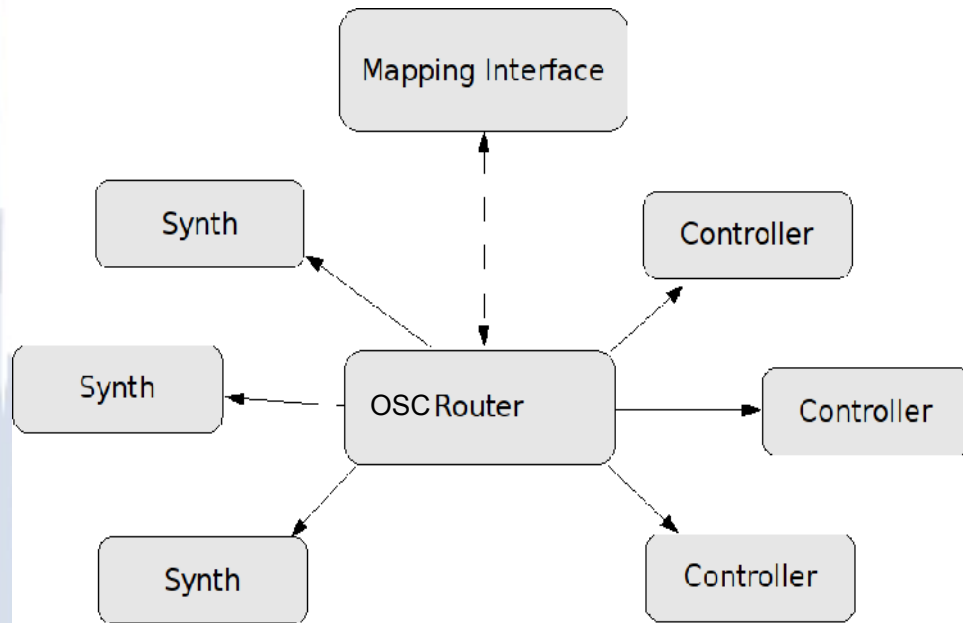 Mapping Interface
Synth
Controller
Synth
OSC Router
Controller
Synth
Controller